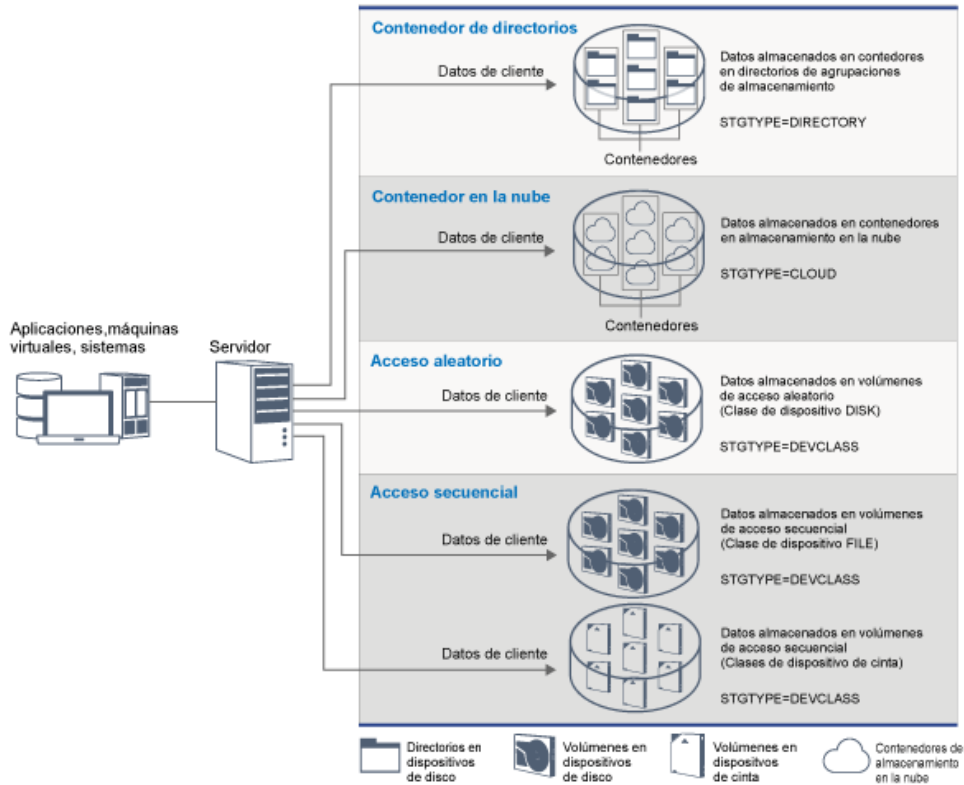 Contenedor de directorios
Datos de cliente
Datos almacenados en contedores
en directorios de agrupaciones
de almacenamiento
STGTYPE=DIRECTORY
Contenedores
Contenedor en la nube
Datos de cliente
Datos almacenados en contenedores
en almacenamiento en la nube
STGTYPE=CLOUD
Contenedores
Aplicaciones,máquinas
virtuales, sistemas
Servidor
Acceso aleatorio
Datos de cliente
Datos almacenados en volúmenes
de acceso aleatorio
(Clase de dispositivo DISK)
STGTYPE=DEVCLASS
Acceso secuencial
Datos de cliente
Datos almacenados en volúmenes
de acceso secuencial
(Clase de dispositivo FILE)
STGTYPE=DEVCLASS
Datos de cliente
Datos almacenados en volúmenes
de acceso secuencial
(Clases de dispositivo de cinta)
STGTYPE=DEVCLASS
Directorios en
dispositivos
de disco
Volúmenes en
dispositivos
de disco
Volúmenes en
dispositvos
de cinta
Contenedores de
almacenamiento
en la nube